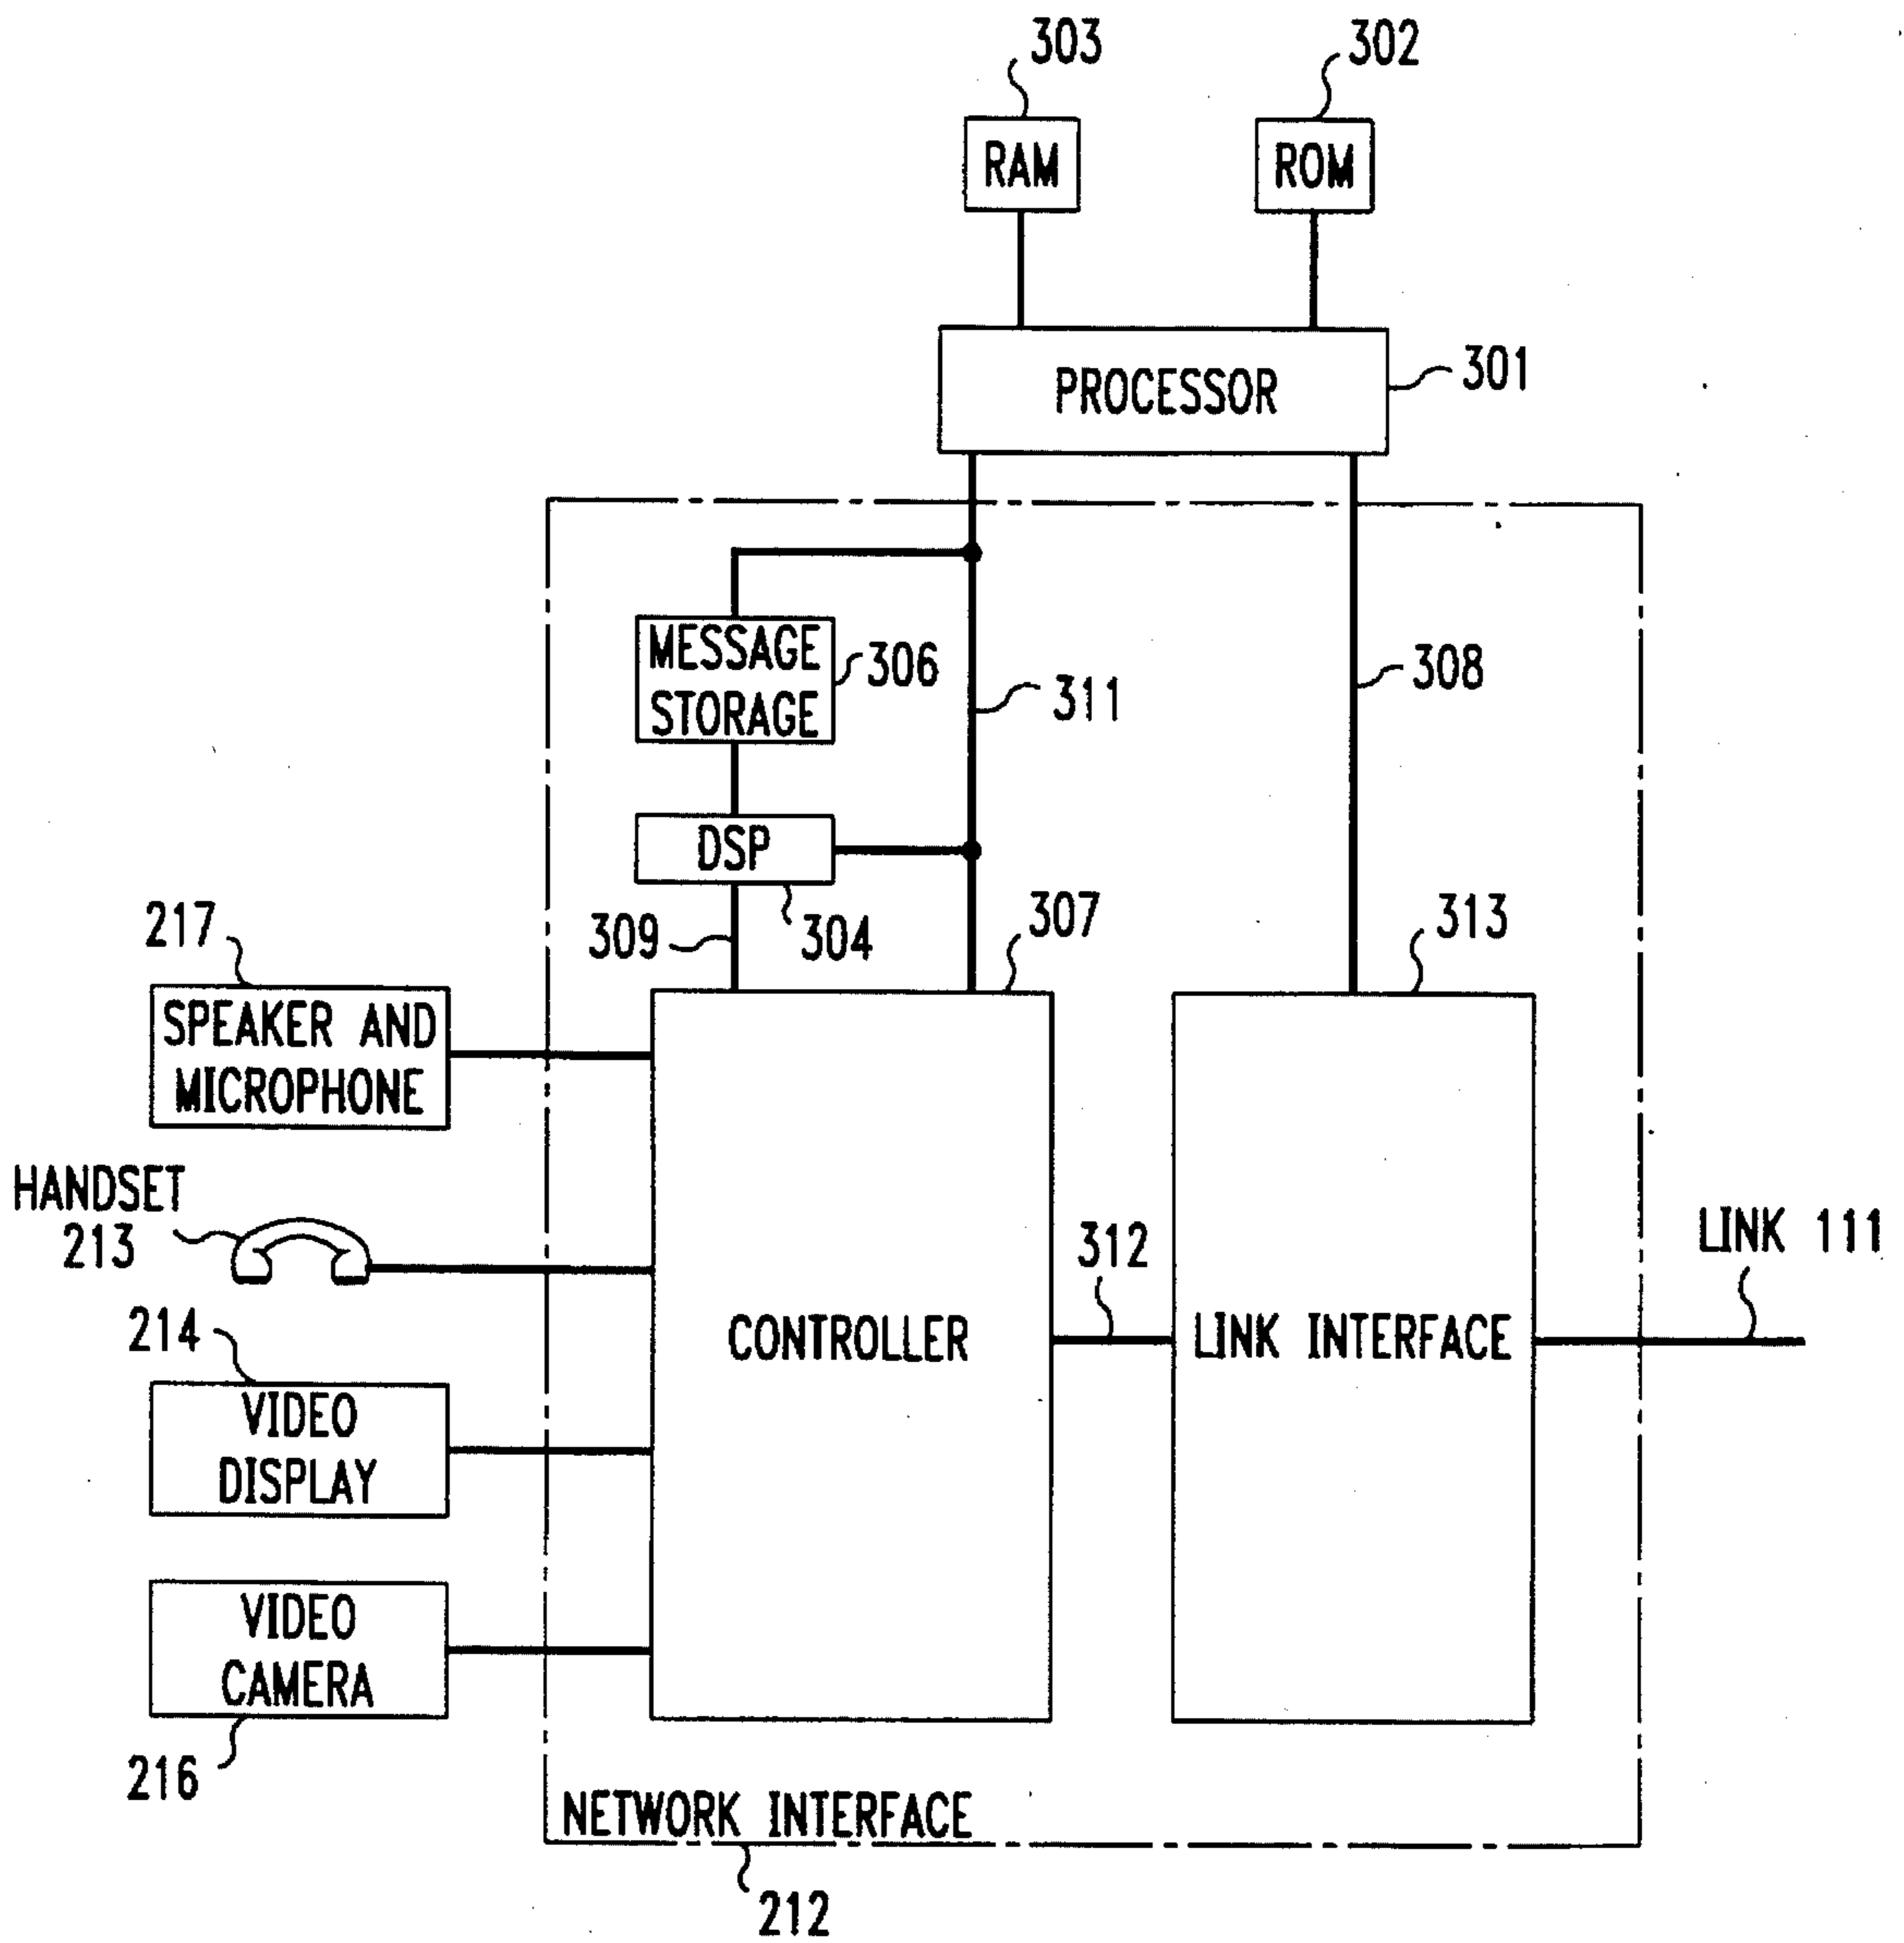 303
302
RAM
ROM
PROCESSOR
301
MESSAGE
STORAGE
306
311
308
DSP
309
304
307
313
217
SPEAKER AND
MICROPHONE
HANDSET
213
312
LINK 111
214
CONTROLLER
LINK INTERFACE
VIDEO
DISPLAY
VIDEO
CAMERA
216
NETWORK INTERFACE
212